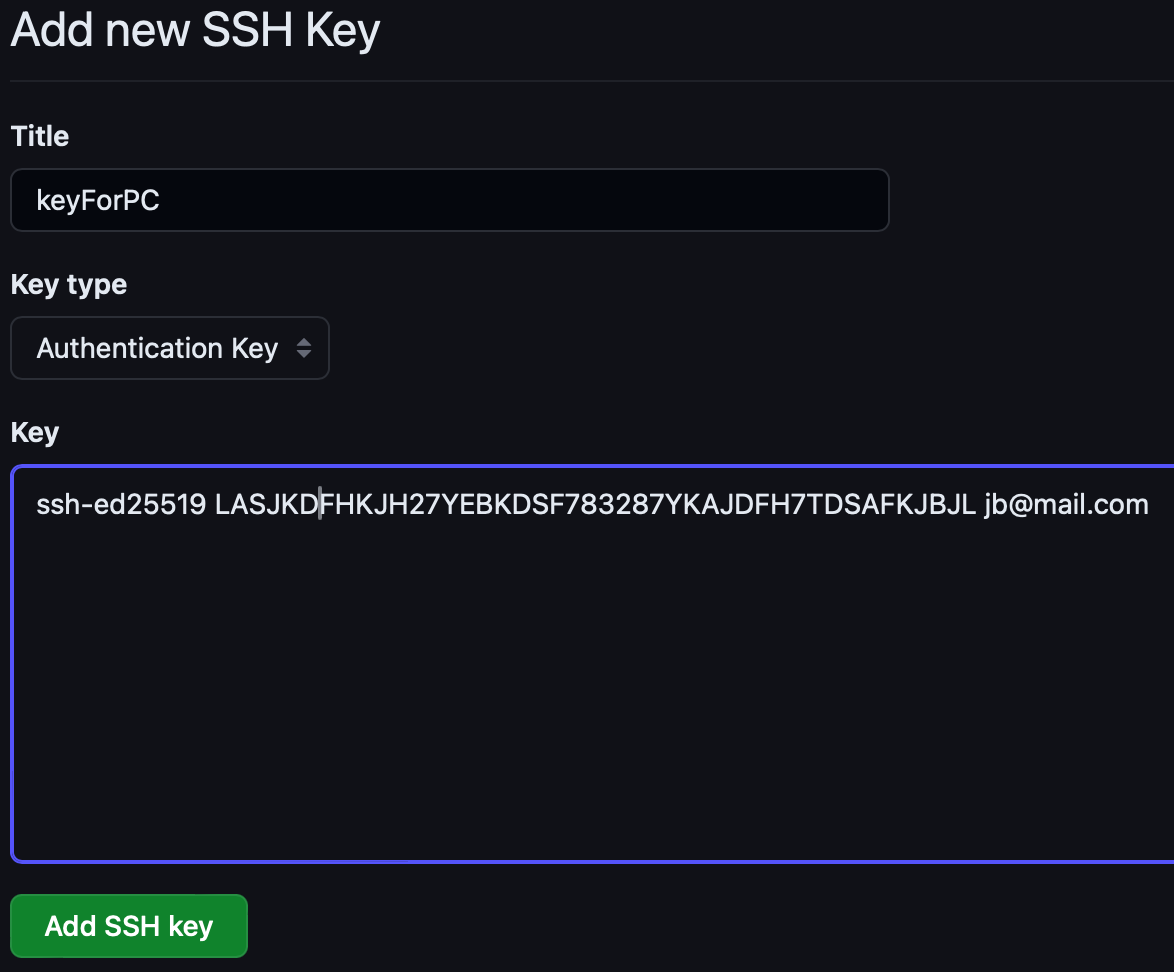 Add new SSH Key
Title
keyForPC
Key type
Authentication Key
Key
ssh-ed25519 LASJKDFHKJH27YEBKDSF783287YKAJDFH7TDSAFKJBJL jb@mail.com
Add SSH key